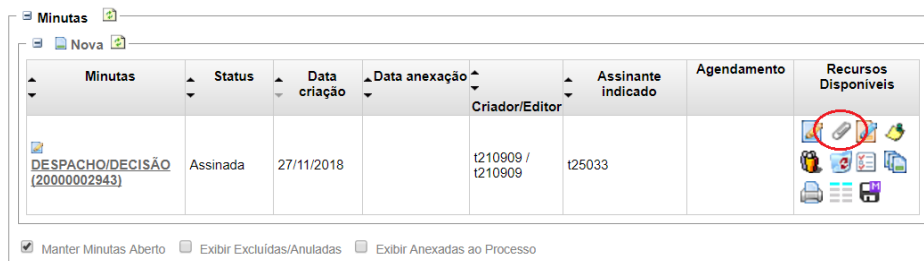 Minutas
Nova
Minutas Status Data criação Data anexação Criador/Editor Assinante indicado Agendamento Recursos Disponíveis
DESPACHO/DECISÃO (20000002943) Assinada 27/11/2018 t210909 / t210909 t25033
Manter Minutas Aberto Exibir Excluídas/Anuladas Exibir Anexadas ao Processo